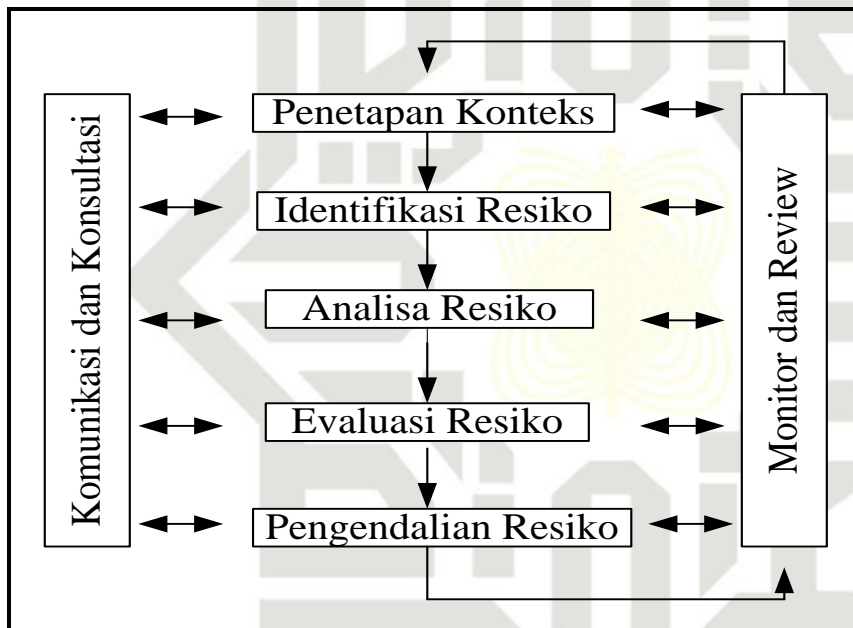 Komunikasi dan Konsultasi
Penetapan Konteks
Identifikasi Resiko
Analisa Resiko
Evaluasi Resiko
Pengendalian Resiko
Monitor dan Review